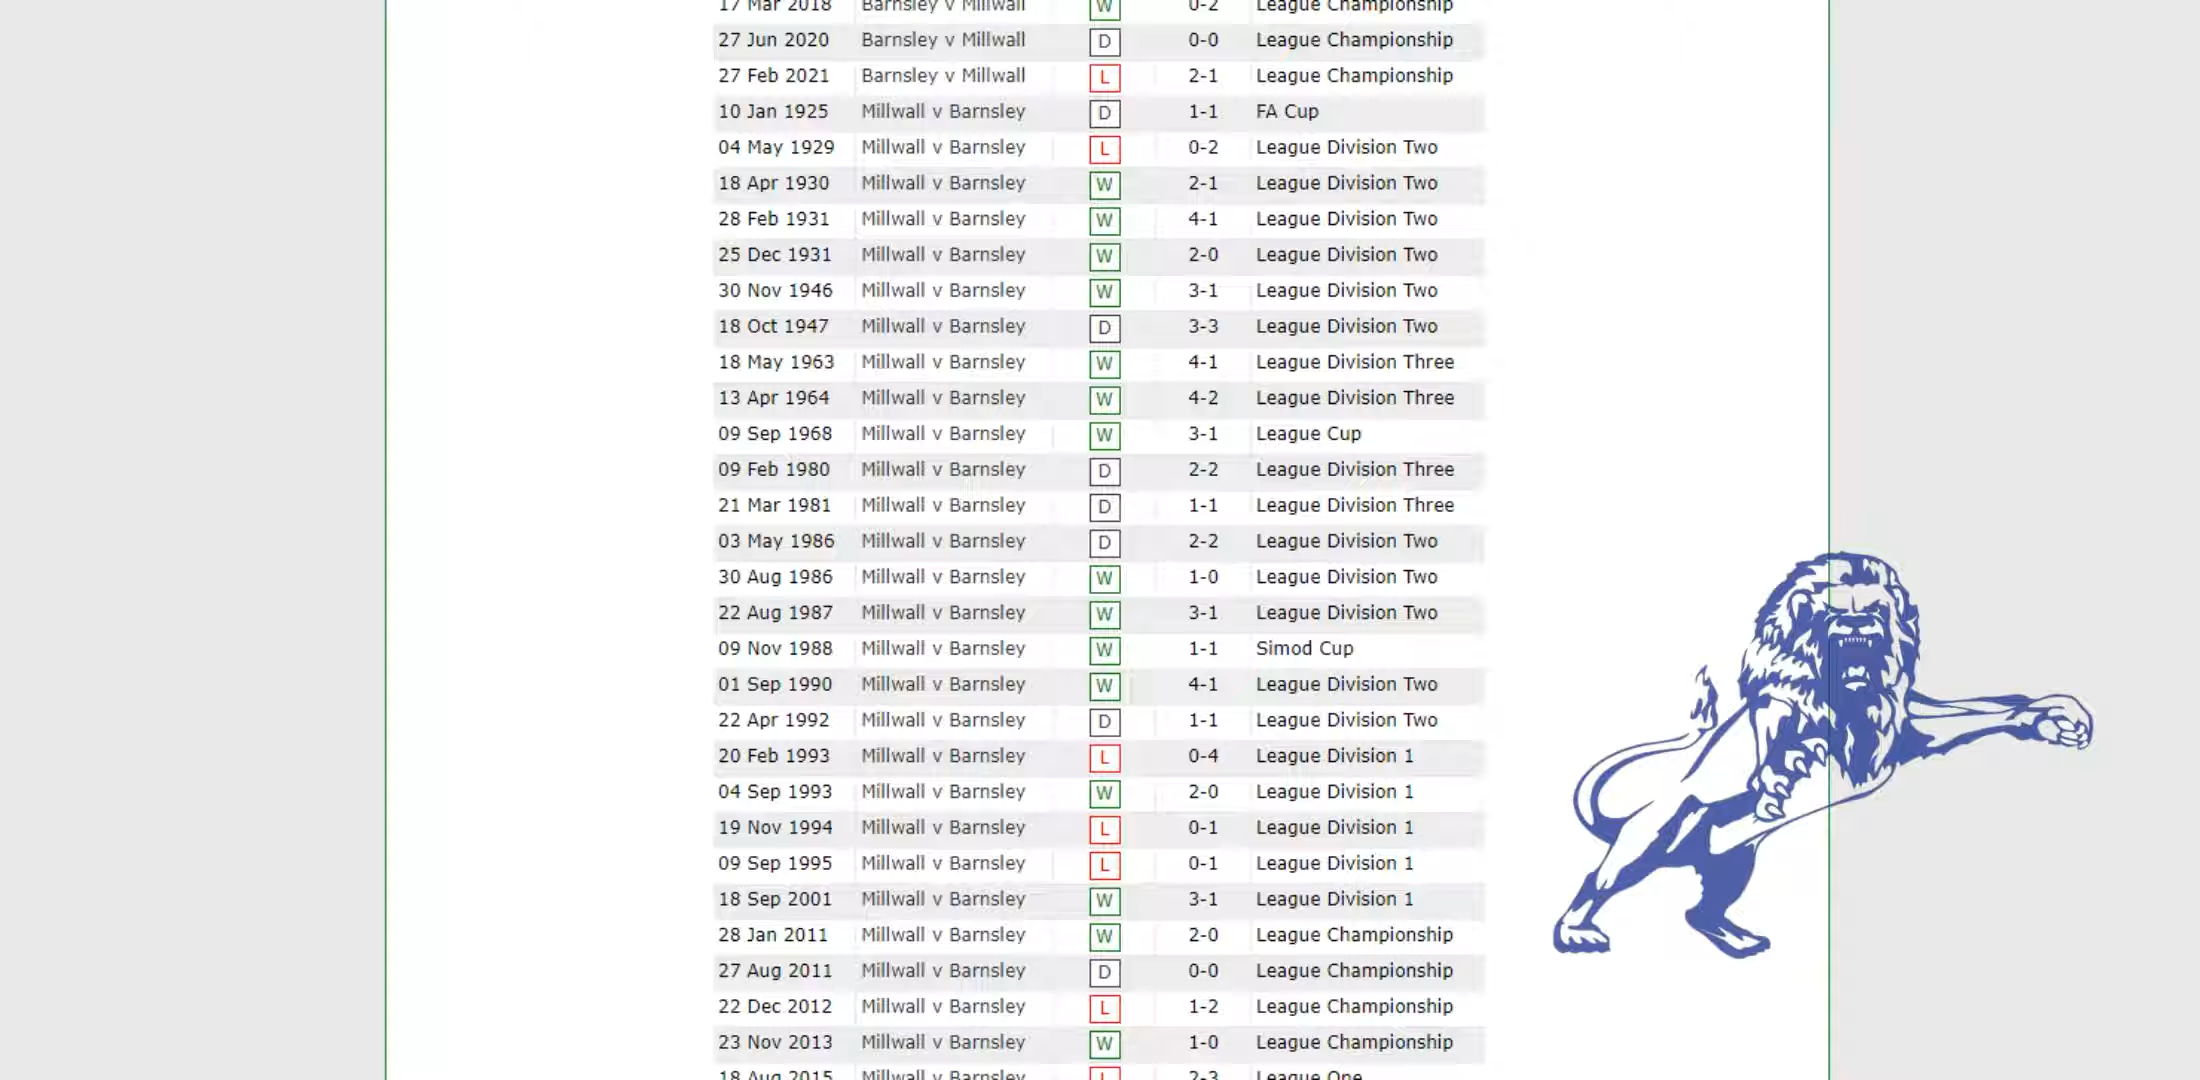 17 Mar 2018 Barnsley v Millwall W 0-2 League Championship
27 Jun 2020 Barnsley v Millwall D 0-0 League Championship
27 Feb 2021 Barnsley v Millwall L 2-1 League Championship
10 Jan 1925 Millwall v Barnsley D 1-1 FA Cup
04 May 1929 Millwall v Barnsley L 0-2 League Division Two
18 Apr 1930 Millwall v Barnsley W 2-1 League Division Two
28 Feb 1931 Millwall v Barnsley W 4-1 League Division Two
25 Dec 1931 Millwall v Barnsley W 2-0 League Division Two
30 Nov 1946 Millwall v Barnsley W 3-1 League Division Two
18 Oct 1947 Millwall v Barnsley D 3-3 League Division Two
18 May 1963 Millwall v Barnsley W 4-1 League Division Three
13 Apr 1964 Millwall v Barnsley W 4-2 League Division Three
09 Sep 1968 Millwall v Barnsley W 3-1 League Cup
09 Feb 1980 Millwall v Barnsley D 2-2 League Division Three
21 Mar 1981 Millwall v Barnsley D 1-1 League Division Three
03 May 1986 Millwall v Barnsley D 2-2 League Division Two
30 Aug 1986 Millwall v Barnsley W 1-0 League Division Two
22 Aug 1987 Millwall v Barnsley W 3-1 League Division Two
09 Nov 1988 Millwall v Barnsley W 1-1 Simod Cup
01 Sep 1990 Millwall v Barnsley W 4-1 League Division Two
22 Apr 1992 Millwall v Barnsley D 1-1 League Division Two
20 Feb 1993 Millwall v Barnsley L 0-4 League Division 1
04 Sep 1993 Millwall v Barnsley W 2-0 League Division 1
19 Nov 1994 Millwall v Barnsley L 0-1 League Division 1
09 Sep 1995 Millwall v Barnsley L 0-1 League Division 1
18 Sep 2001 Millwall v Barnsley W 3-1 League Division 1
28 Jan 2011 Millwall v Barnsley W 2-0 League Championship
27 Aug 2011 Millwall v Barnsley D 0-0 League Championship
22 Dec 2012 Millwall v Barnsley L 1-2 League Championship
23 Nov 2013 Millwall v Barnsley W 1-0 League Championship
18 Aug 2015 Millwall v Barnsley L 2-3 League One